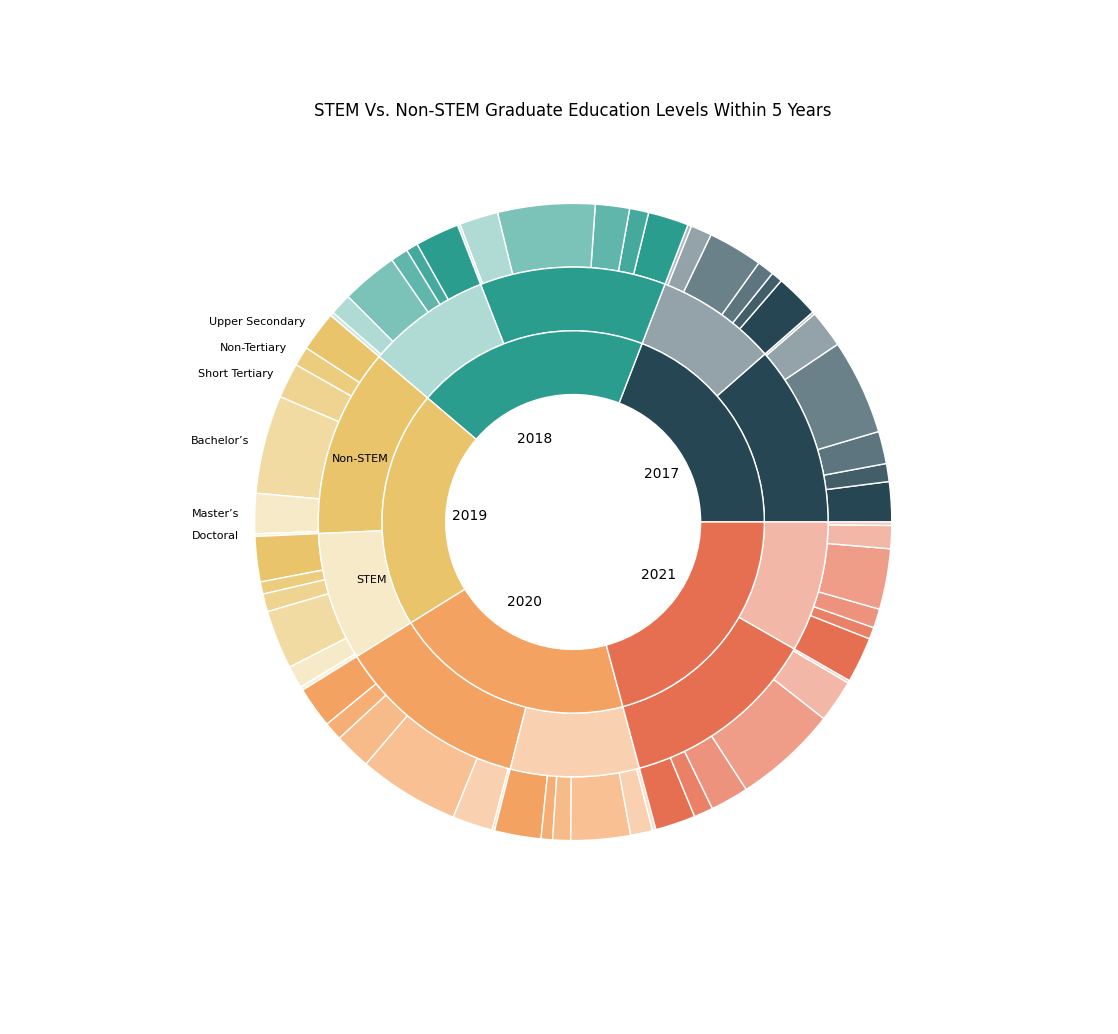 STEM Vs. Non-STEM Graduate Education Levels Within 5 Years
Upper Secondary
Non-Tertiary
Short Tertiary
Bachelor’s
Master’s
Doctoral
Non-STEM
STEM
2018
2017
2019
2021
2020